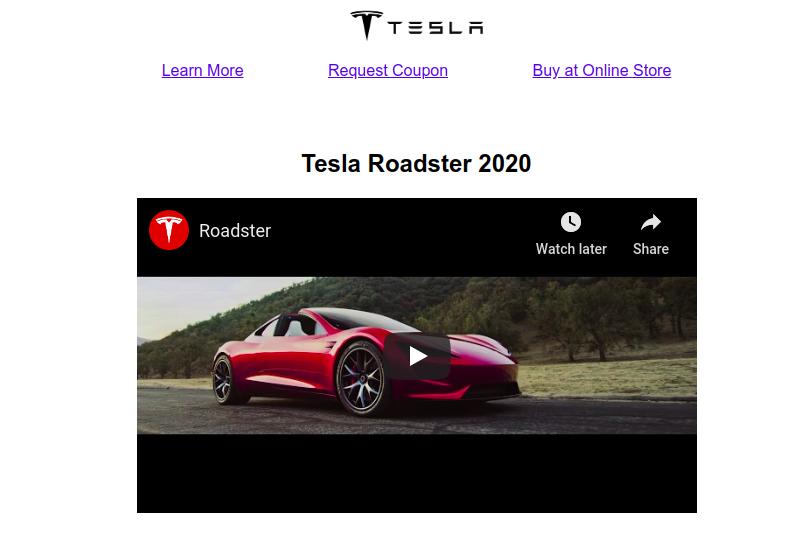 TESLA
Learn More Request Coupon Buy at Online Store
Tesla Roadster 2020
Roadster
Watch later Share